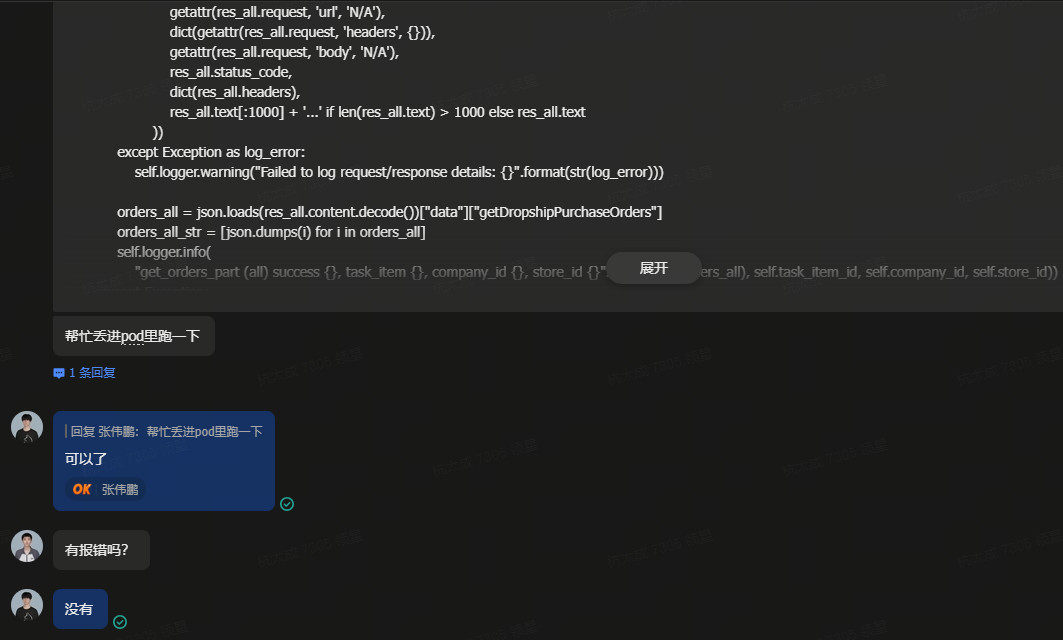 getattr(res_all.request, 'url', 'N/A'),
dict(getattr(res_all.request, 'headers', {})),
getattr(res_all.request, 'body', 'N/A'),
res_all.status_code,
dict(res_all.headers),
res_all.text[:1000] + '...' if len(res_all.text) > 1000 else res_all.text
))
except Exception as log_error:
self.logger.warning("Failed to log request/response details: {}".format(str(log_error)))
orders_all = json.loads(res_all.content.decode())["data"]["getDropshipPurchaseOrders"]
orders_all_str = [json.dumps(i) for i in orders_all]
self.logger.info(
"get_orders_part (all) success {}, task_item {}, company_id {}, store_id {}" 展开 ers_all), self.task_item_id, self.company_id, self.store_id))
帮忙丢进pod里跑一下
1 条回复
回复 张伟鹏: 帮忙丢进pod里跑一下
可以了
OK 张伟鹏
有报错吗？
没有